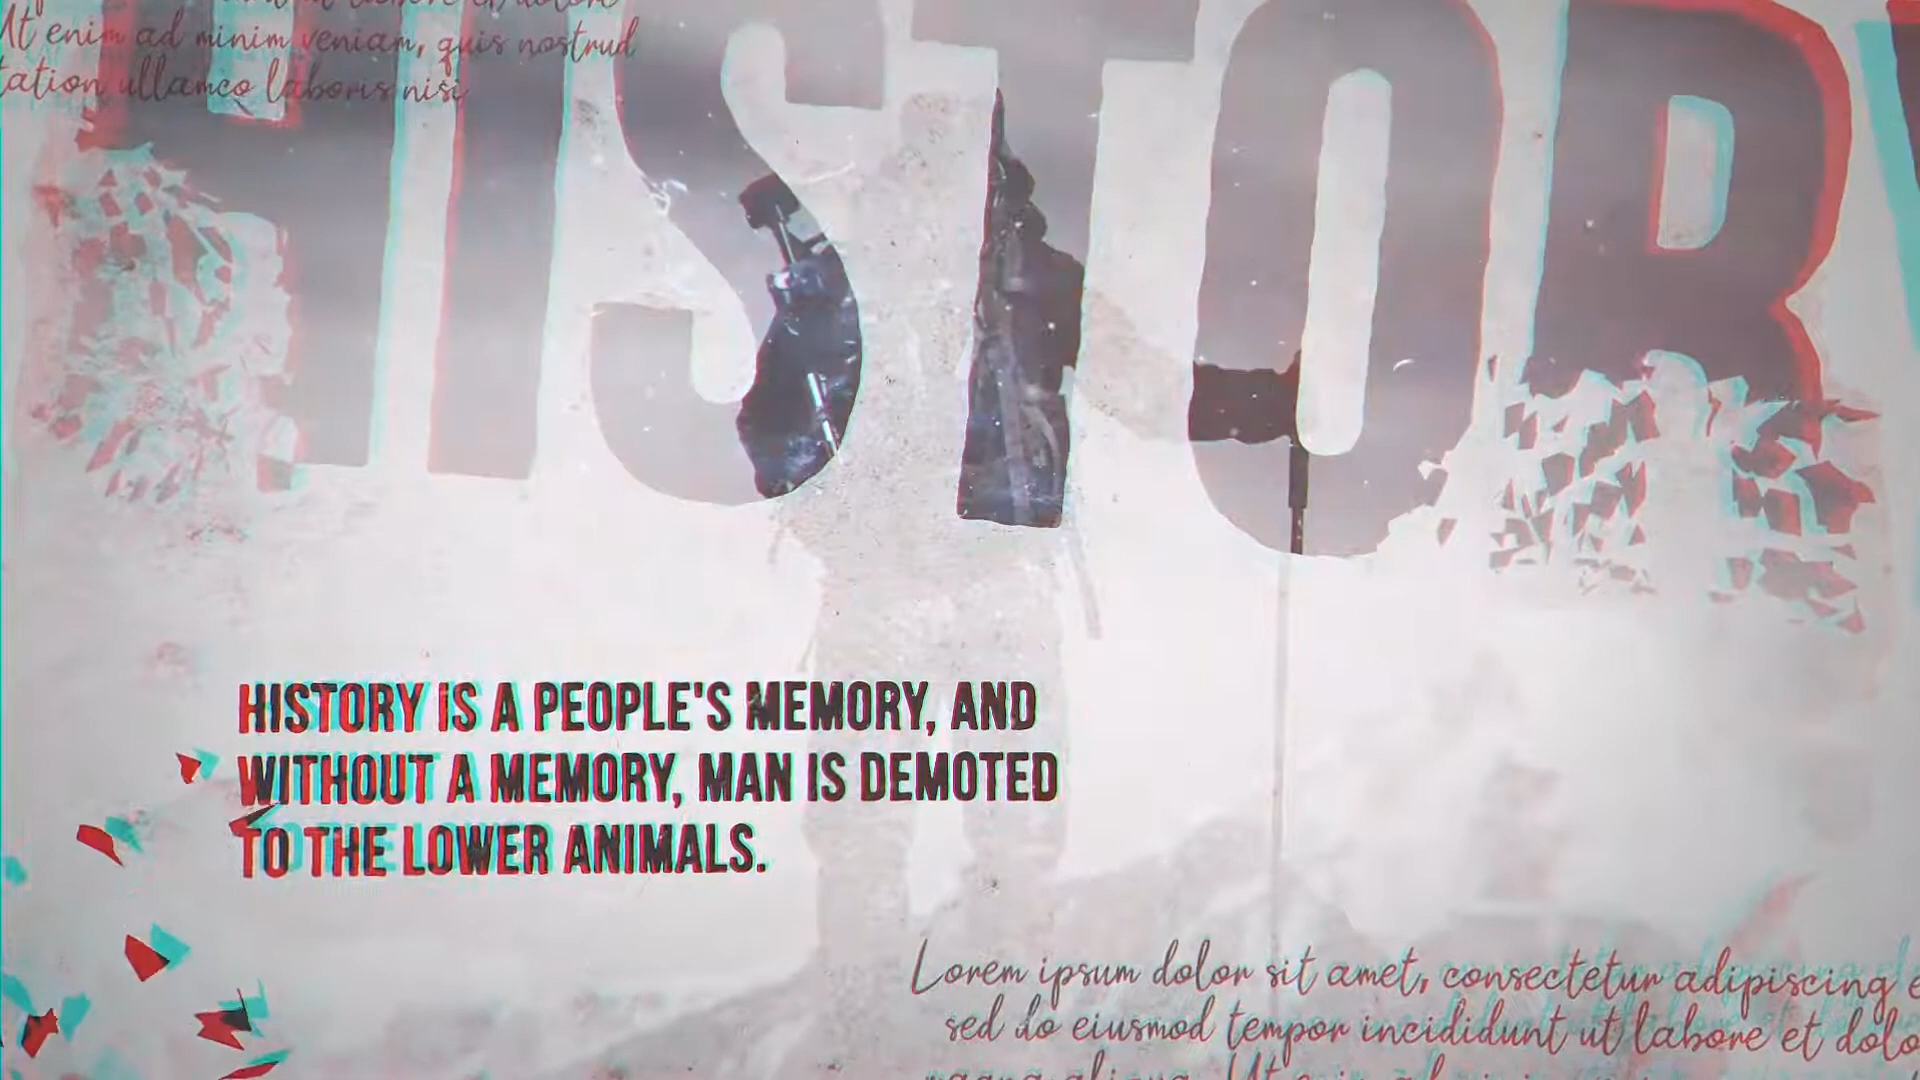 Ut enim ad minim veniam, quis nostrud
tation ullamco laboris nisi
HISTORY
HISTORY IS A PEOPLE'S MEMORY, AND
WITHOUT A MEMORY, MAN IS DEMOTED
TO THE LOWER ANIMALS.
Lorem ipsum dolor sit amet, consectetur adipiscing e
sed do eiusmod tempor incididunt ut labore et dolo